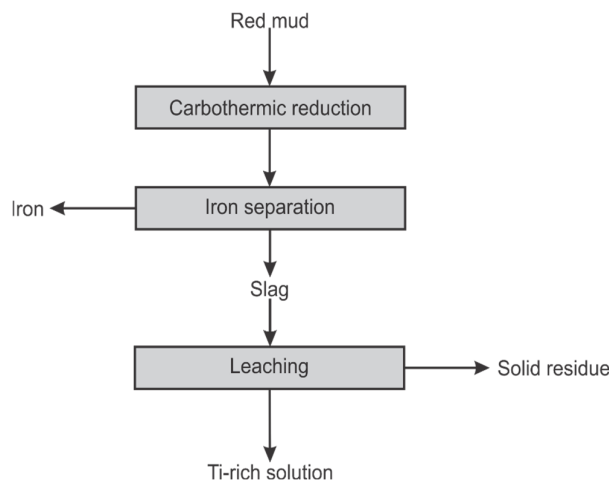 Red mud
Carbothermic reduction
Iron
Iron separation
Slag
Leaching
Solid residue
Ti-rich solution